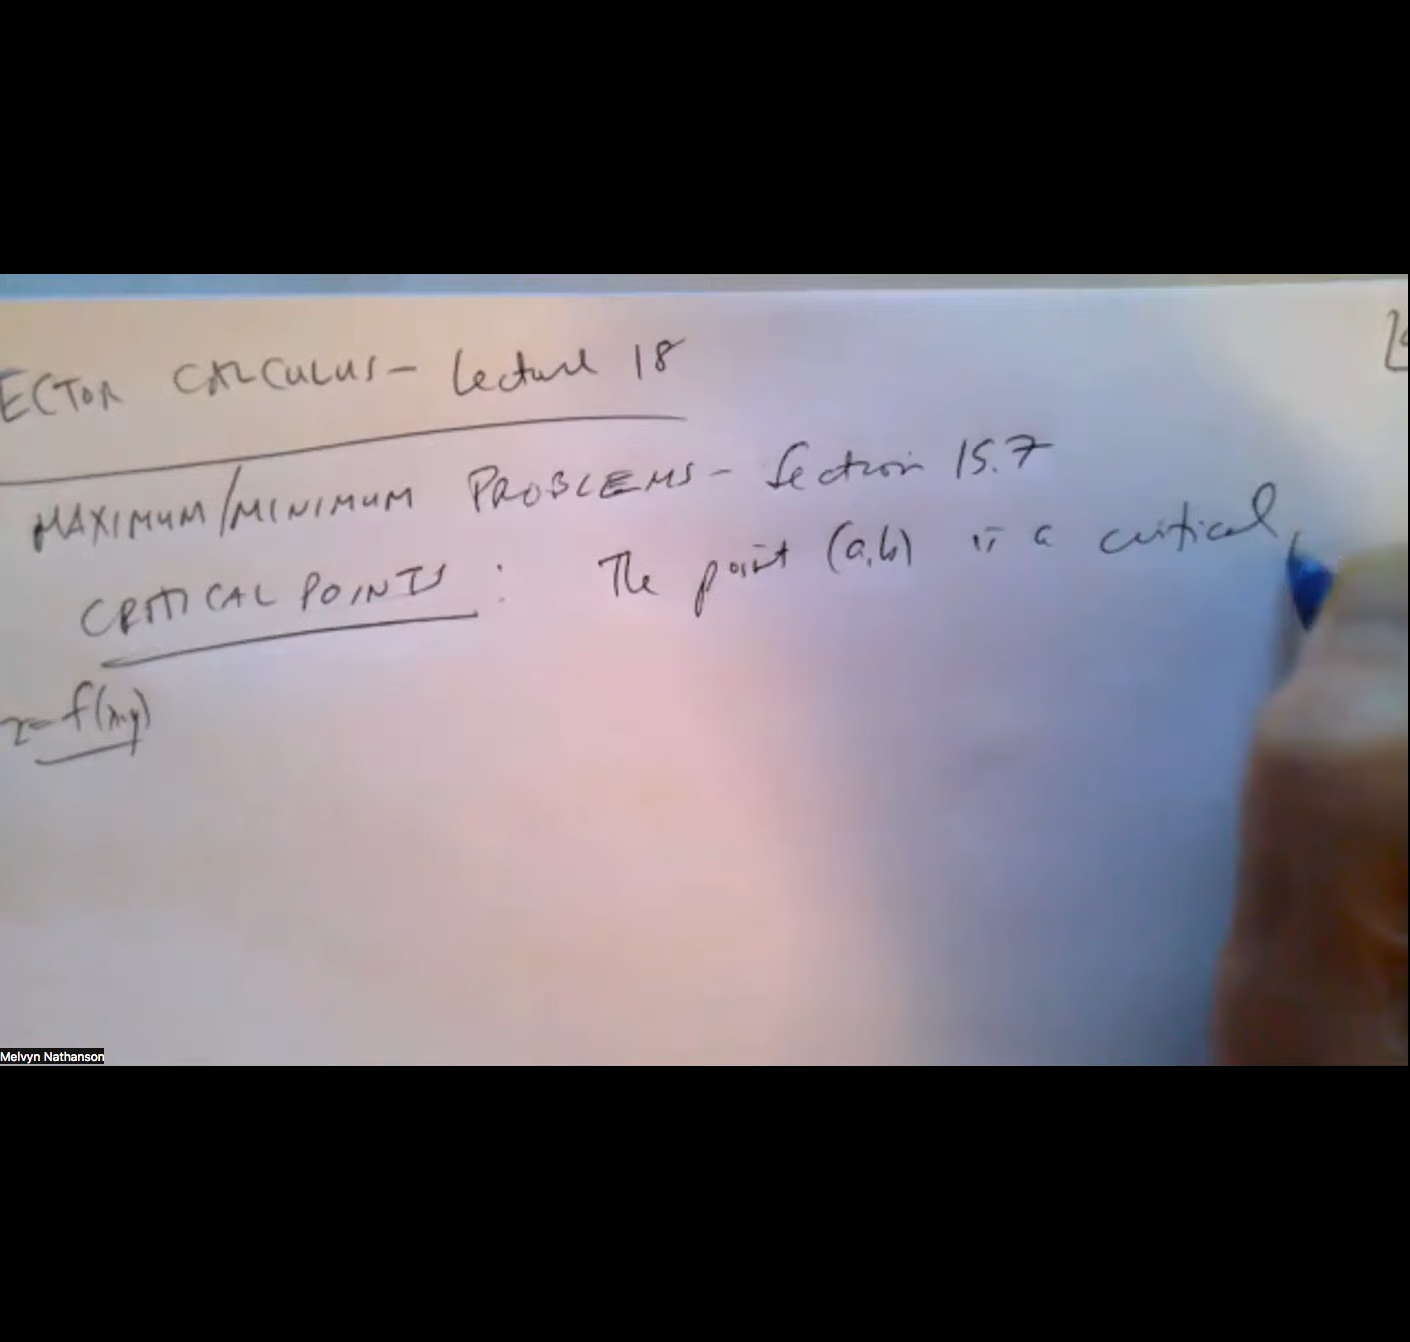 ECTOR CALCULUS - Lecture 18
MAXIMUM/MINIMUM PROBLEMS - Section 15.7
CRITICAL POINTS : The point (a,b) is a critical
z = f(x,y)
Melvyn Nathanson